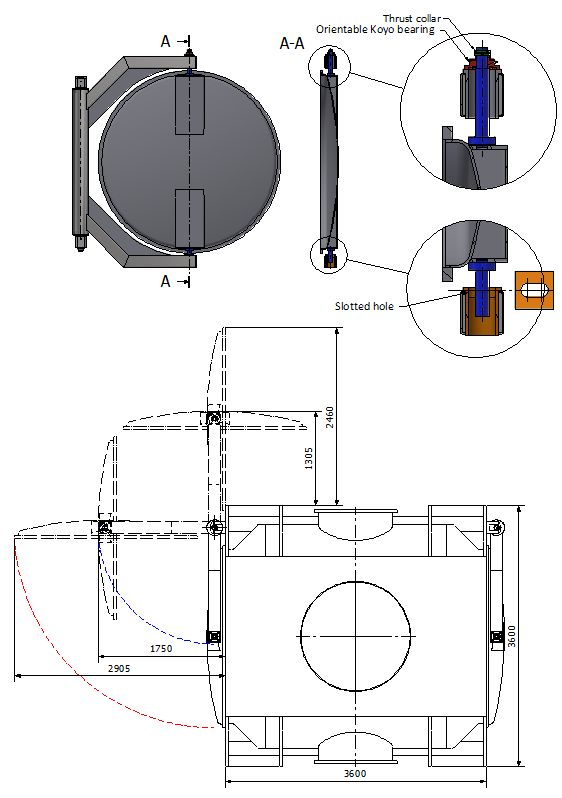 Thrust collar
Orientable Koyo bearing
A
A-A
A
Slotted hole
2460
1305
1750
2905
3600
3600